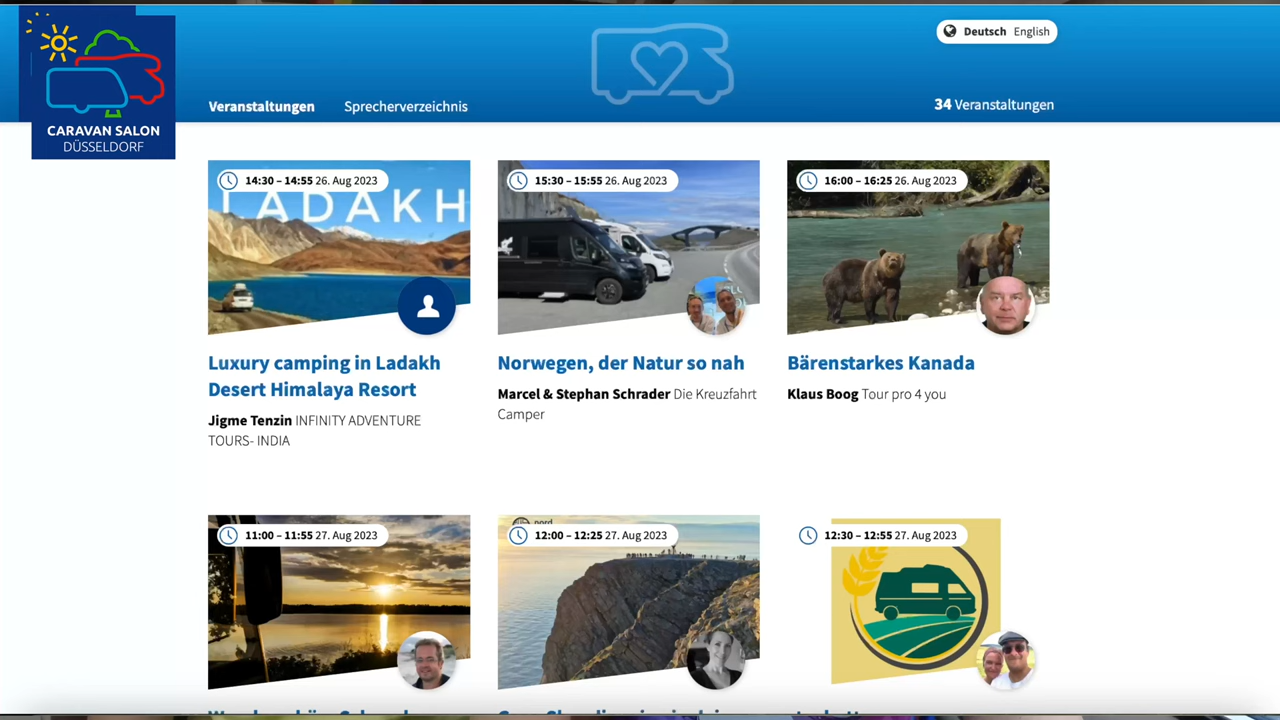 Deutsch English
CARAVAN SALON
DÜSSELDORF
Veranstaltungen Sprecherverzeichnis
34 Veranstaltungen
14:30 – 14:55 26. Aug 2023
LADAKH
15:30 – 15:55 26. Aug 2023
16:00 – 16:25 26. Aug 2023
Luxury camping in Ladakh
Desert Himalaya Resort
Jigme Tenzin INFINITY ADVENTURE
TOURS- INDIA
Norwegen, der Natur so nah
Marcel & Stephan Schrader Die Kreuzfahrt
Camper
Bärenstarkes Kanada
Klaus Boog Tour pro 4 you
11:00 – 11:55 27. Aug 2023
12:00 – 12:25 27. Aug 2023
12:30 – 12:55 27. Aug 2023